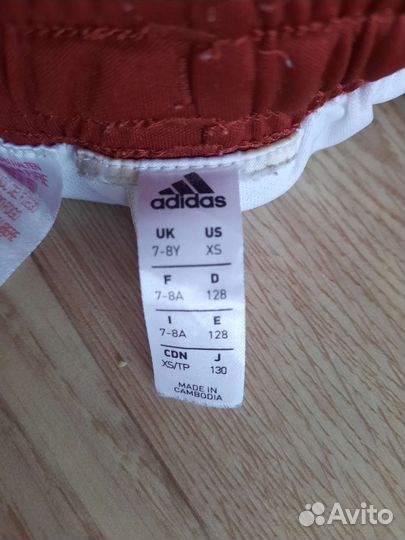 adidas
UK US
7-8Y XS
F D
7-8A 128
I E
7-8A 128
CDN J
XS/TP 130
MADE IN
CAMBODIA
Avito